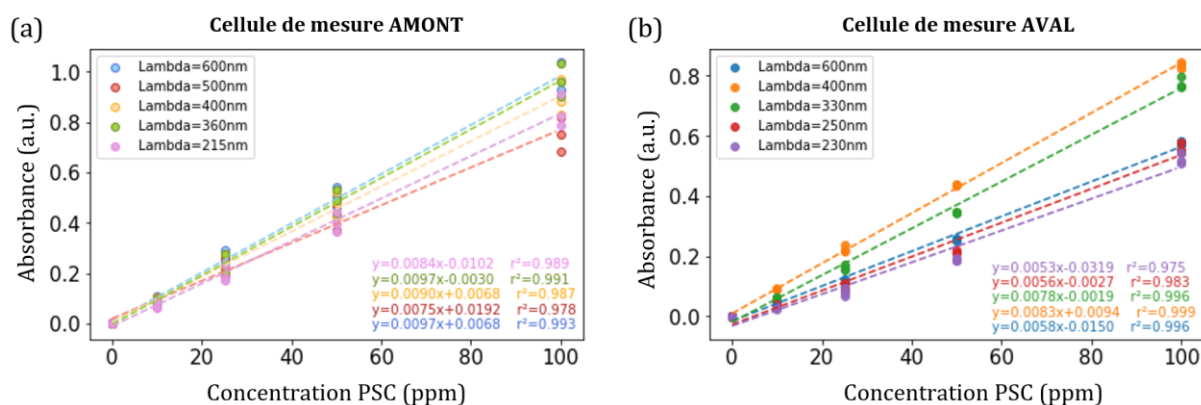 (a)
Cellule de mesure AMONT
Lambda=600nm
Lambda=500nm
Lambda=400nm
Lambda=360nm
Lambda=215nm
Absorbance (a.u.)
1.0
0.8
0.6
0.4
0.2
0.0
y=0.0084x-0.0102 r²=0.989
y=0.0097x-0.0030 r²=0.991
y=0.0090x+0.0068 r²=0.987
y=0.0075x+0.0192 r²=0.978
y=0.0097x+0.0068 r²=0.993
0 20 40 60 80 100
Concentration PSC (ppm)
(b)
Cellule de mesure AVAL
Lambda=600nm
Lambda=400nm
Lambda=330nm
Lambda=250nm
Lambda=230nm
Absorbance (a.u.)
0.8
0.6
0.4
0.2
0.0
y=0.0053x-0.0319 r²=0.975
y=0.0056x-0.0027 r²=0.983
y=0.0078x-0.0019 r²=0.996
y=0.0083x+0.0094 r²=0.999
y=0.0058x-0.0150 r²=0.996
0 20 40 60 80 100
Concentration PSC (ppm)